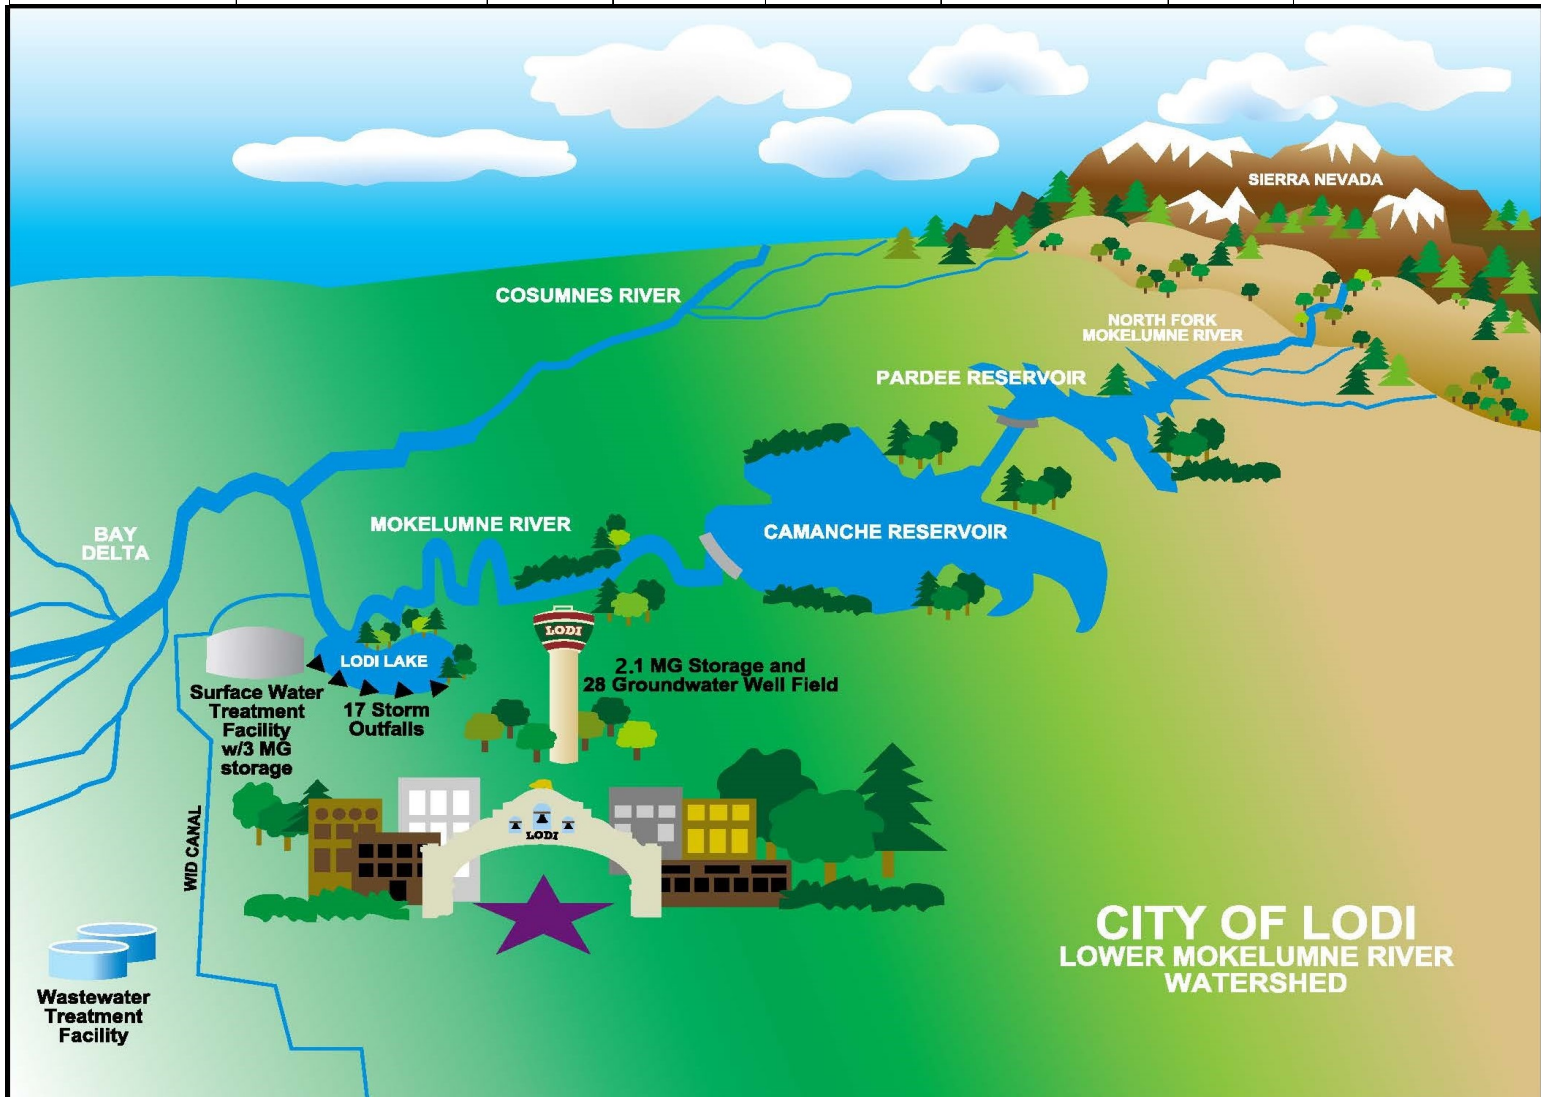 SIERRA NEVADA
COSUMNES RIVER
NORTH FORK
MOKELUMNE RIVER
PARDEE RESERVOIR
MOKELUMNE RIVER
CAMANCHE RESERVOIR
BAY
DELTA
LODI
LODI LAKE
2.1 MG Storage and
28 Groundwater Well Field
Surface Water
Treatment
Facility
w/3 MG
storage
17 Storm
Outfalls
WID CANAL
LODI
CITY OF LODI
LOWER MOKELUMNE RIVER
WATERSHED
Wastewater
Treatment
Facility